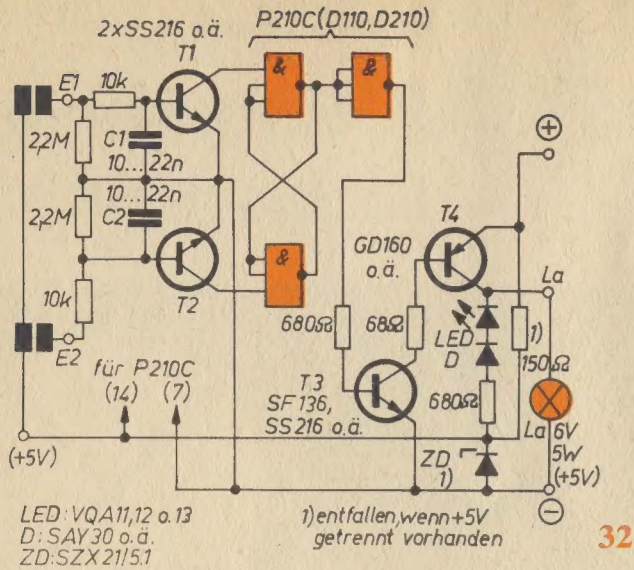 2xSS216 o.ä.
P210C(D110,D210)
T1
E1
10k
&
&
2,2M
C1
10...22n
10...22n
C2
2,2M
T2
&
10k
E2
GD160
o.ä.
T4
La
LED
D
1)
150Ω
680Ω
68Ω
680Ω
für P210C
(14) (7)
T3
SF136,
SS216 o.ä.
ZD
1)
La 6V
5W
(+5V)
(+5V)
+
−
LED: VQA11,12 o.13
D: SAY30 o.ä.
ZD: SZX21/5.1
1) entfallen, wenn +5V
getrennt vorhanden
32